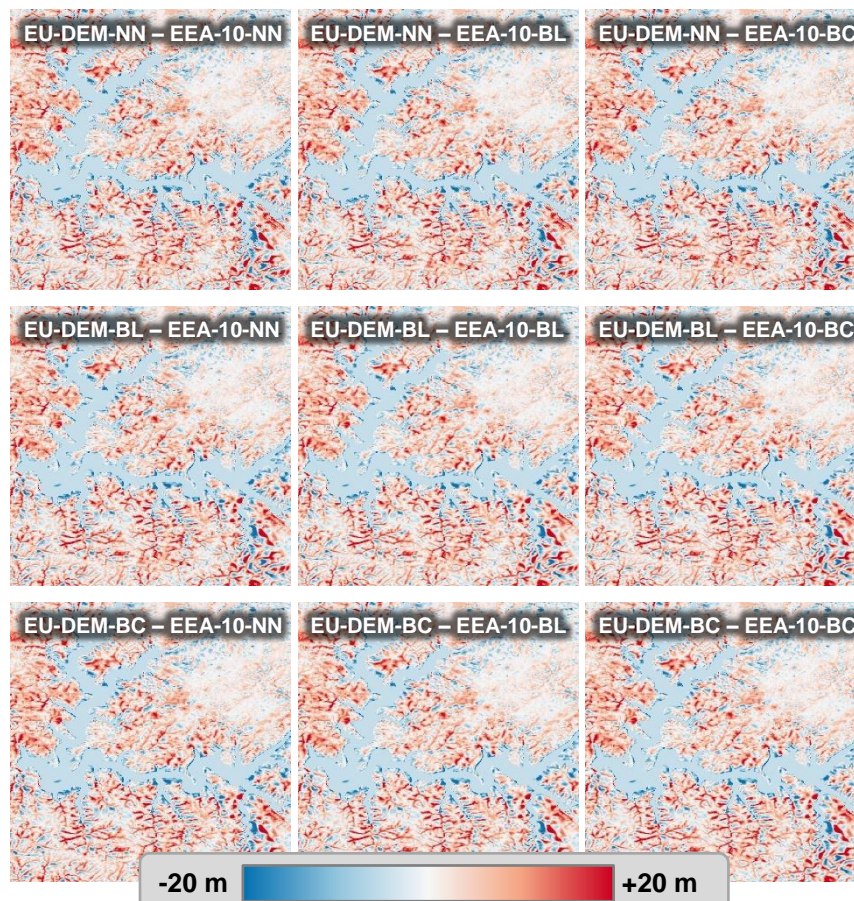 EU-DEM-NN – EEA-10-NN
EU-DEM-NN – EEA-10-BL
EU-DEM-NN – EEA-10-BC
EU-DEM-BL – EEA-10-NN
EU-DEM-BL – EEA-10-BL
EU-DEM-BL – EEA-10-BC
EU-DEM-BC – EEA-10-NN
EU-DEM-BC – EEA-10-BL
EU-DEM-BC – EEA-10-BC
-20 m
+20 m